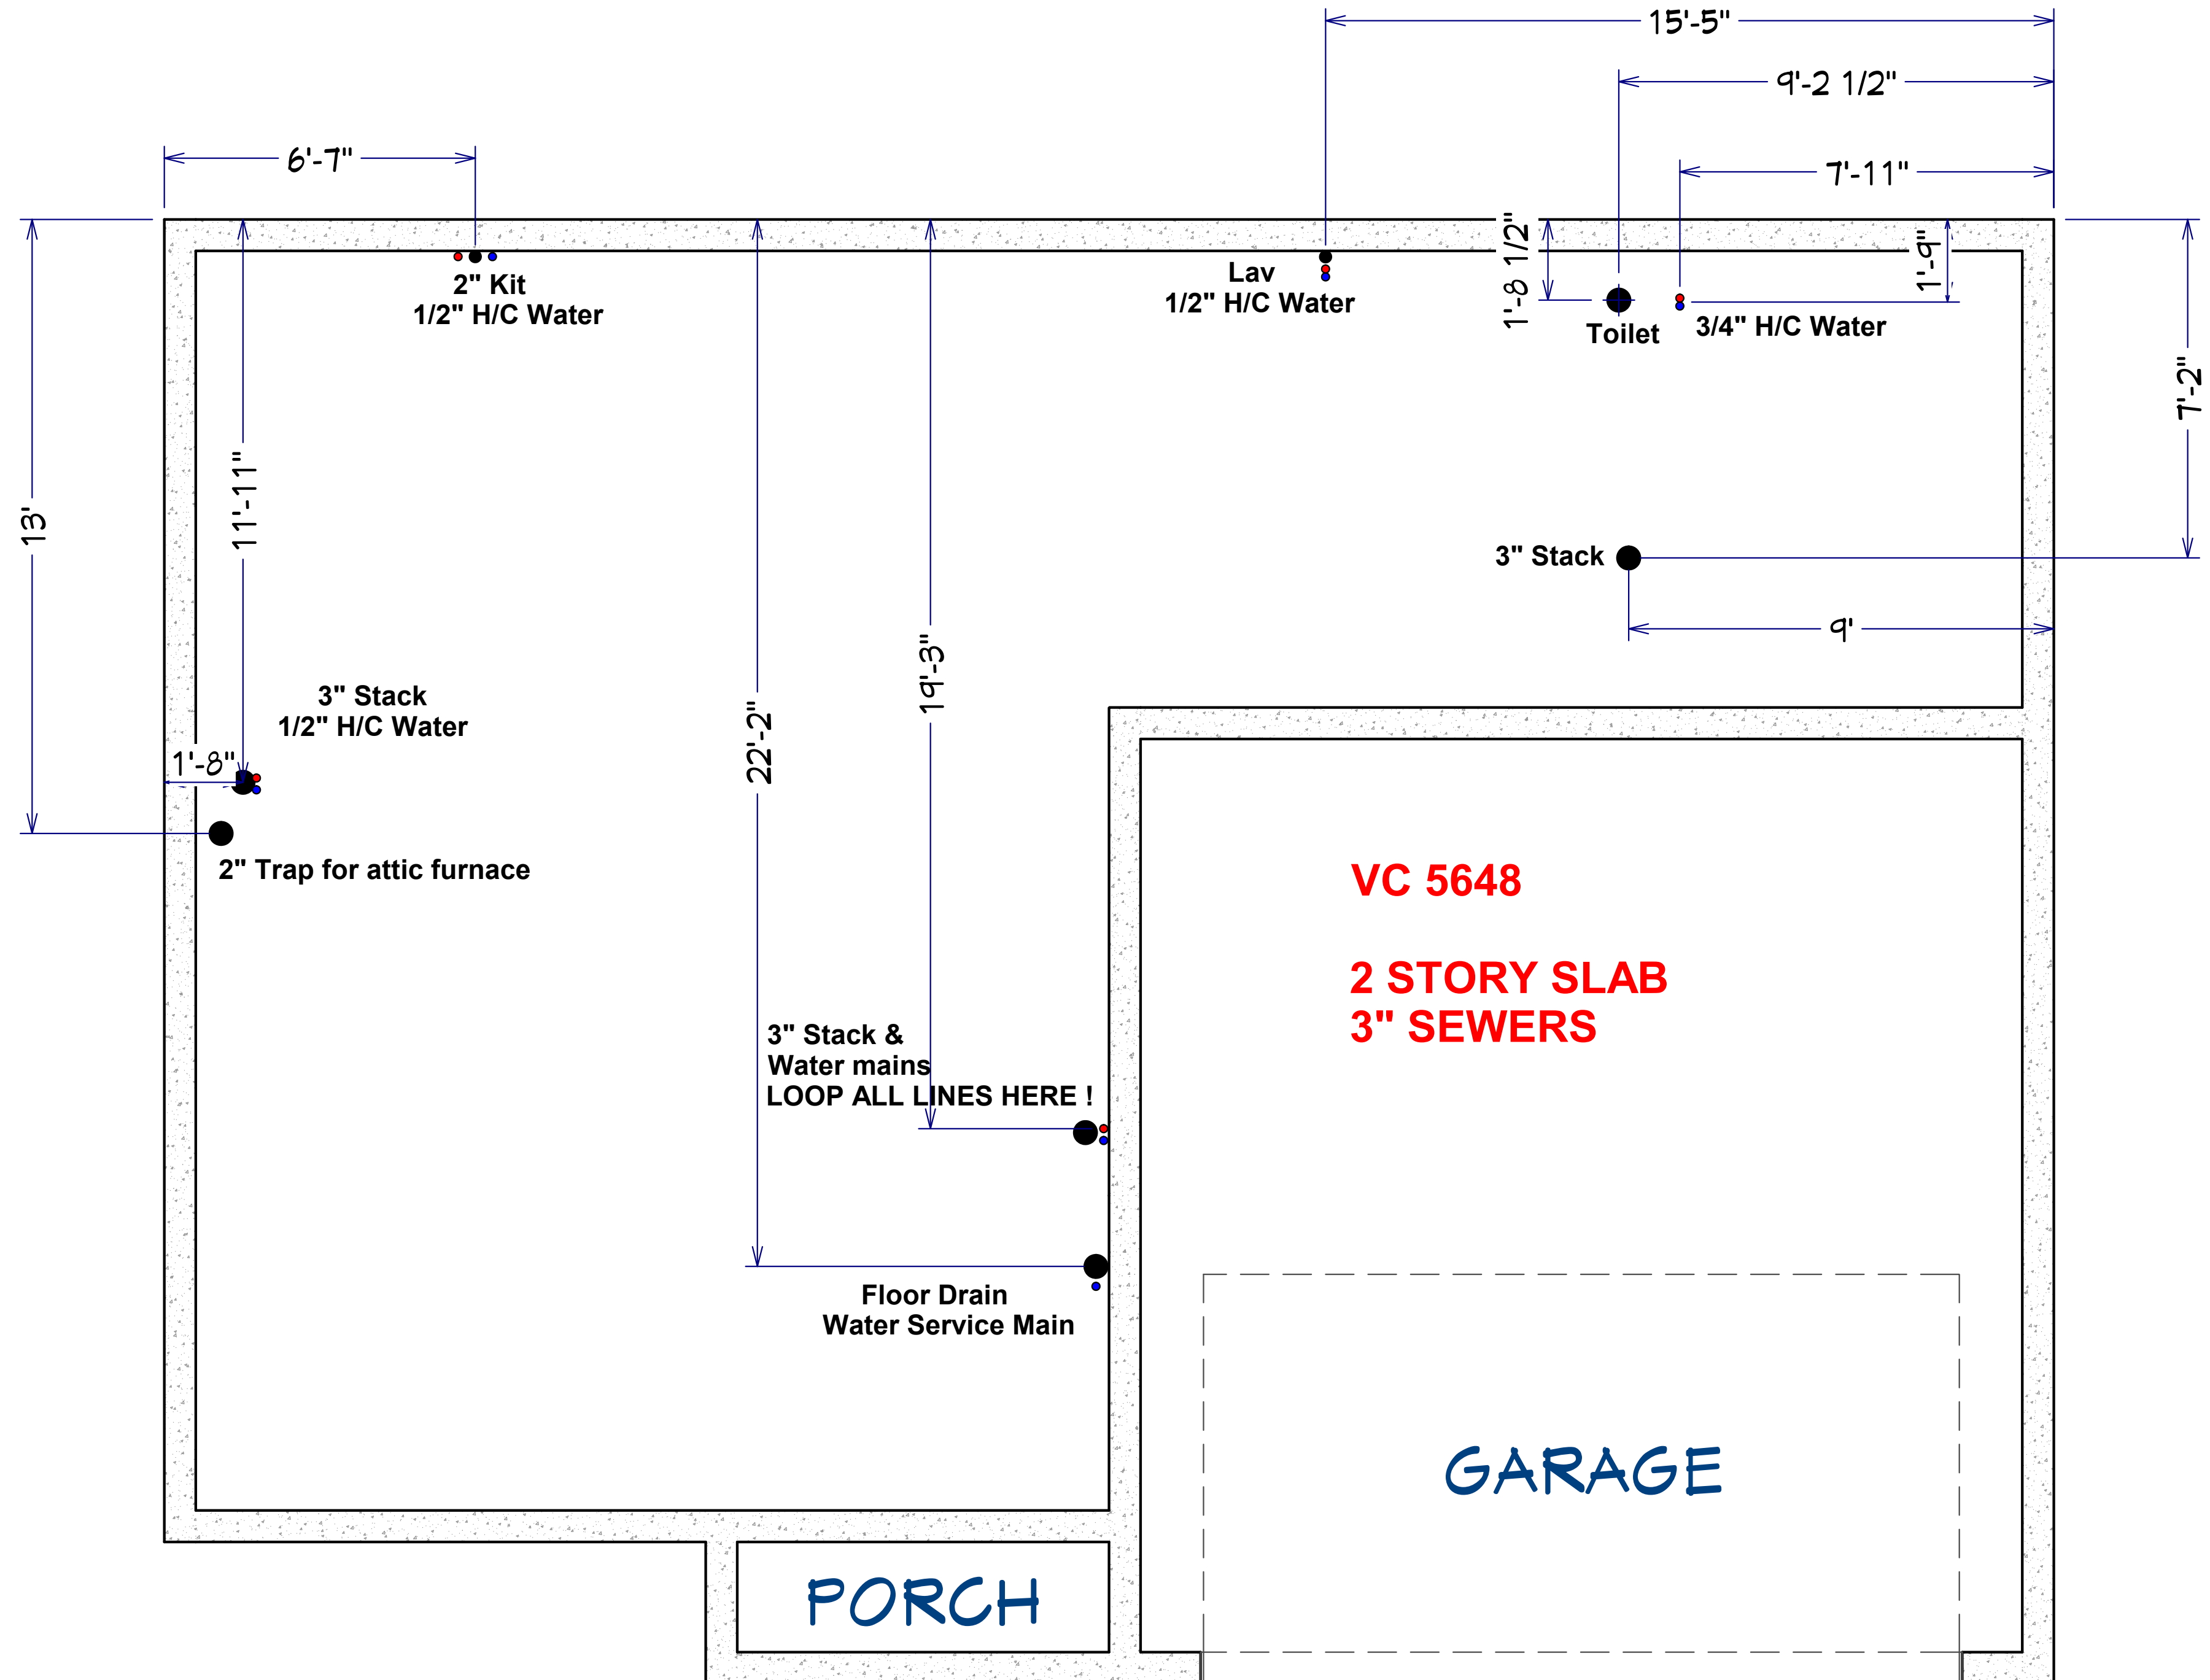 15'-5"
9'-2 1/2"
6'-7"
7'-11"
1'-8 1/2"
1'-9"
2" Kit
1/2" H/C Water
Lav
1/2" H/C Water
Toilet
3/4" H/C Water
7'-2"
13'
11'-11"
3" Stack
9'
19'-3"
22'-2"
3" Stack
1/2" H/C Water
1'-8"
2" Trap for attic furnace
VC 5648
2 STORY SLAB
3" SEWERS
3" Stack &
Water mains
LOOP ALL LINES HERE !
Floor Drain
Water Service Main
GARAGE
PORCH